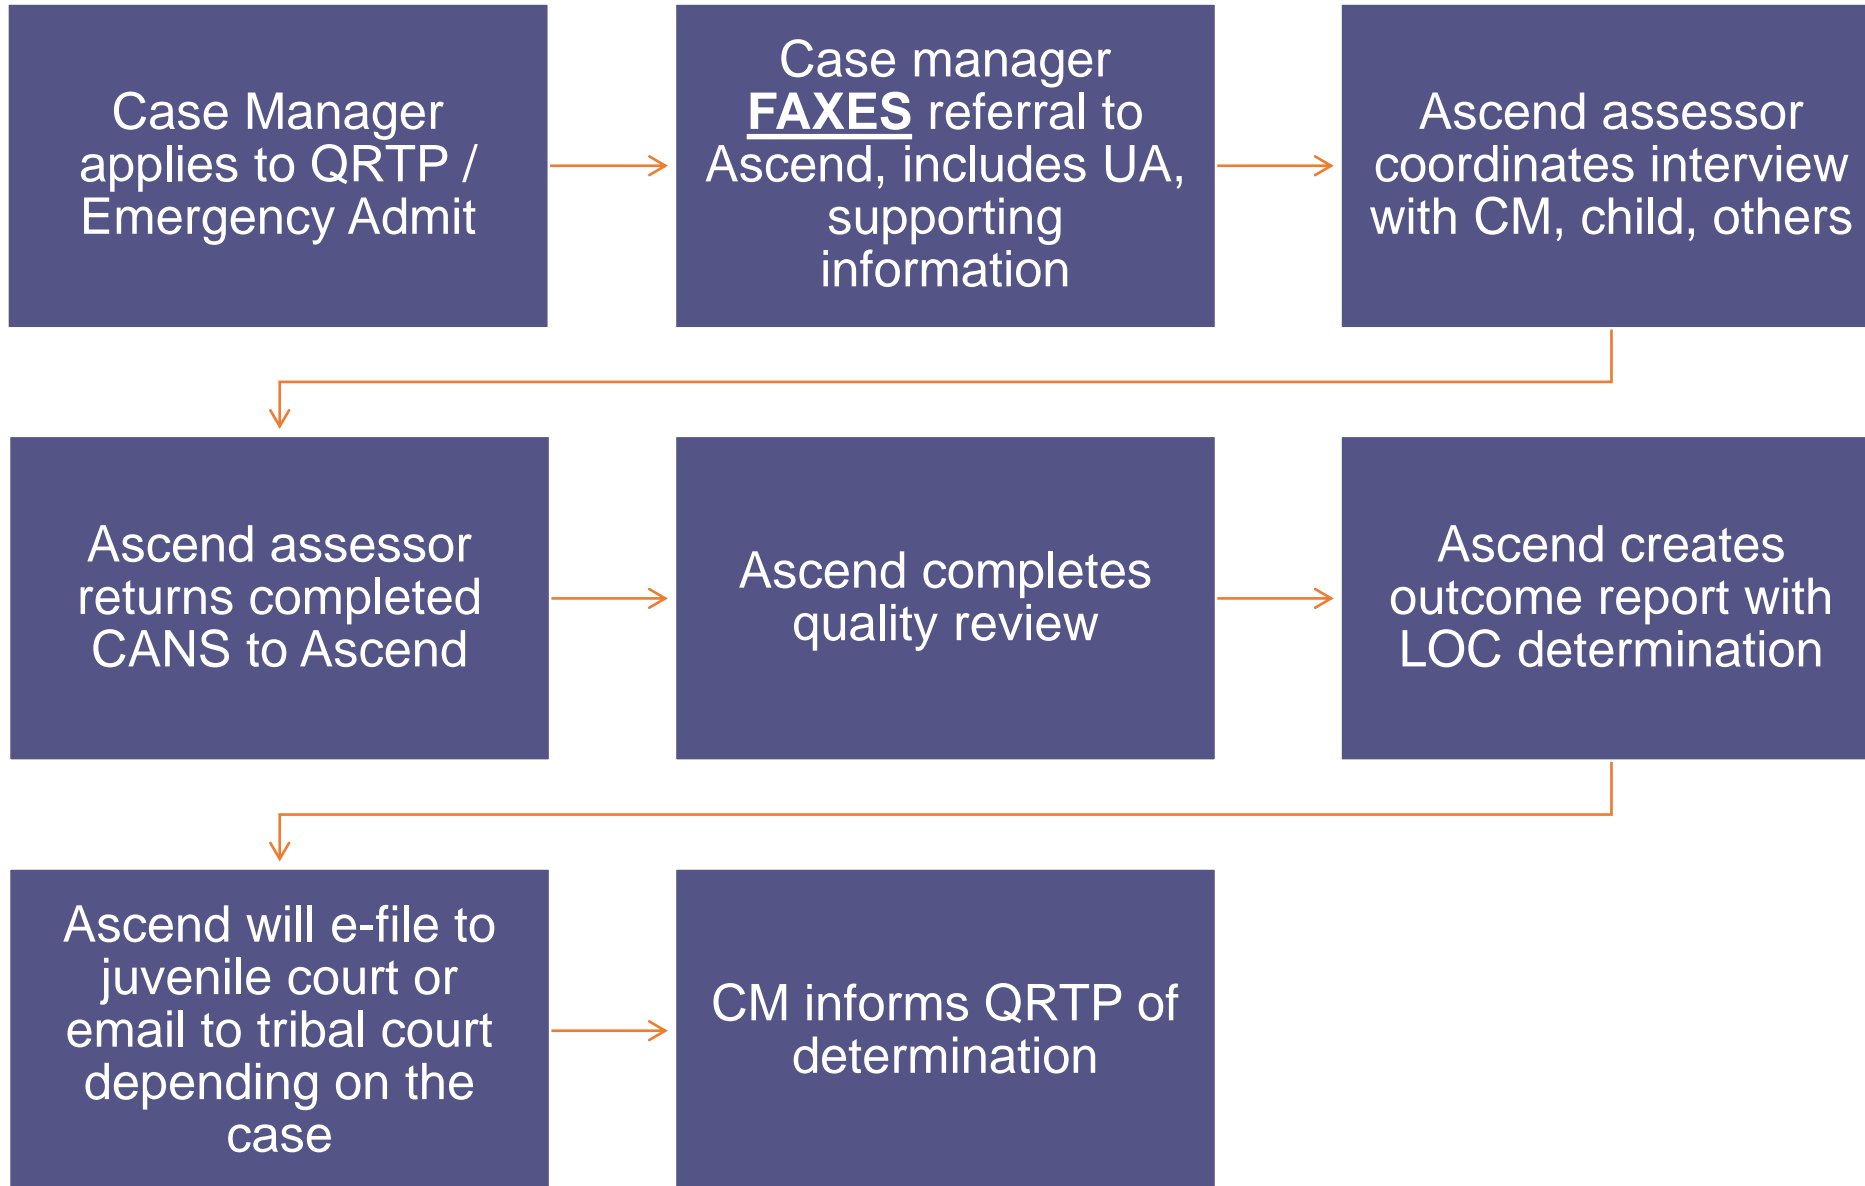 Case Manager
applies to QRTP /
Emergency Admit
Case manager
FAXES referral to
Ascend, includes UA,
supporting
information
Ascend assessor
coordinates interview
with CM, child, others
Ascend assessor
returns completed
CANS to Ascend
Ascend completes
quality review
Ascend creates
outcome report with
LOC determination
Ascend will e-file to
juvenile court or
email to tribal court
depending on the
case
CM informs QRTP of
determination